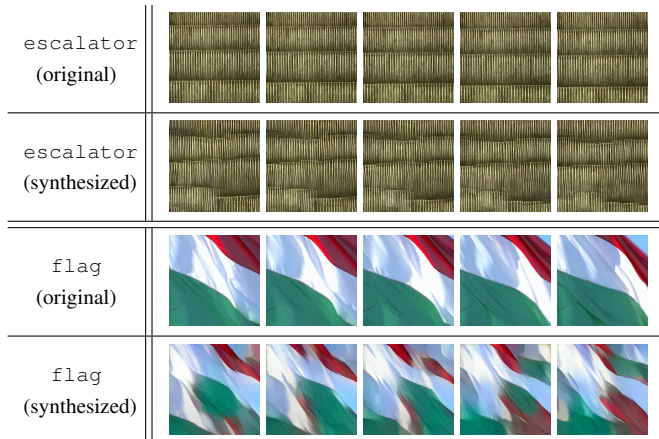 escalator
(original)
escalator
(synthesized)
flag
(original)
flag
(synthesized)